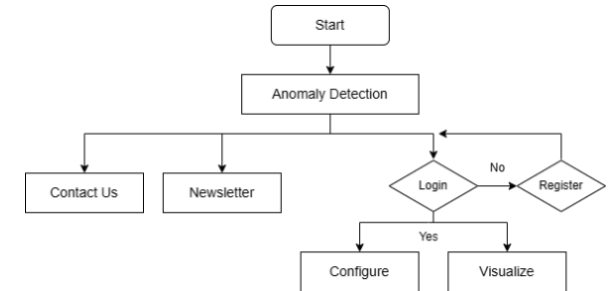 Start
Anomaly Detection
Contact Us
Newsletter
Login
No
Register
Yes
Configure
Visualize